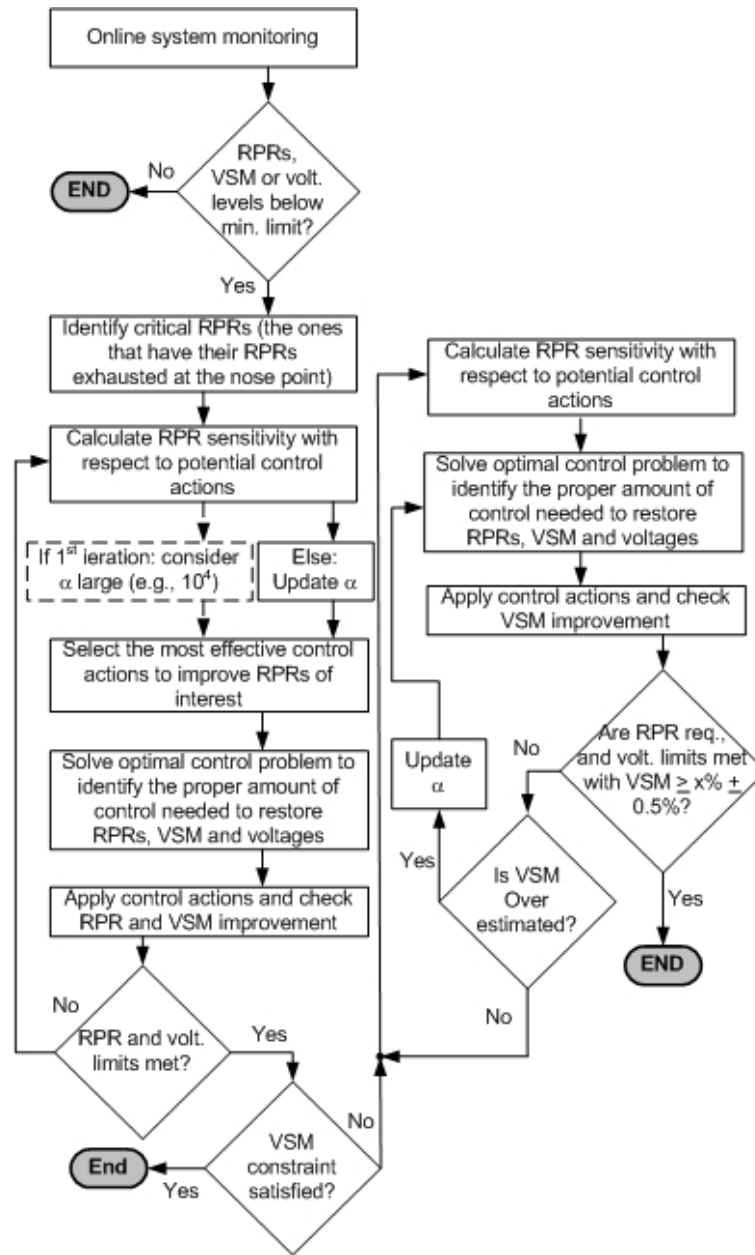 Online system monitoring
RPRs,
VSM or volt.
levels below
min. limit?
No
END
Yes
Identify critical RPRs (the ones
that have their RPRs
exhausted at the nose point)
Calculate RPR sensitivity with
respect to potential control
actions
If 1st ieration: consider
α large (e.g., 10⁴)
Else:
Update α
Select the most effective control
actions to improve RPRs of
interest
Solve optimal control problem to
identify the proper amount of
control needed to restore
RPRs, VSM and voltages
Apply control actions and check
RPR and VSM improvement
No
RPR and volt.
limits met?
Yes
VSM
constraint
satisfied?
No
End
Yes
Calculate RPR sensitivity with
respect to potential control
actions
Solve optimal control problem to
identify the proper amount of
control needed to restore
RPRs, VSM and voltages
Apply control actions and check
VSM improvement
Are RPR req.,
and volt. limits met
with VSM ≥ x% ±
0.5%?
No
Update
α
Yes
Is VSM
Over
estimated?
Yes
END
No